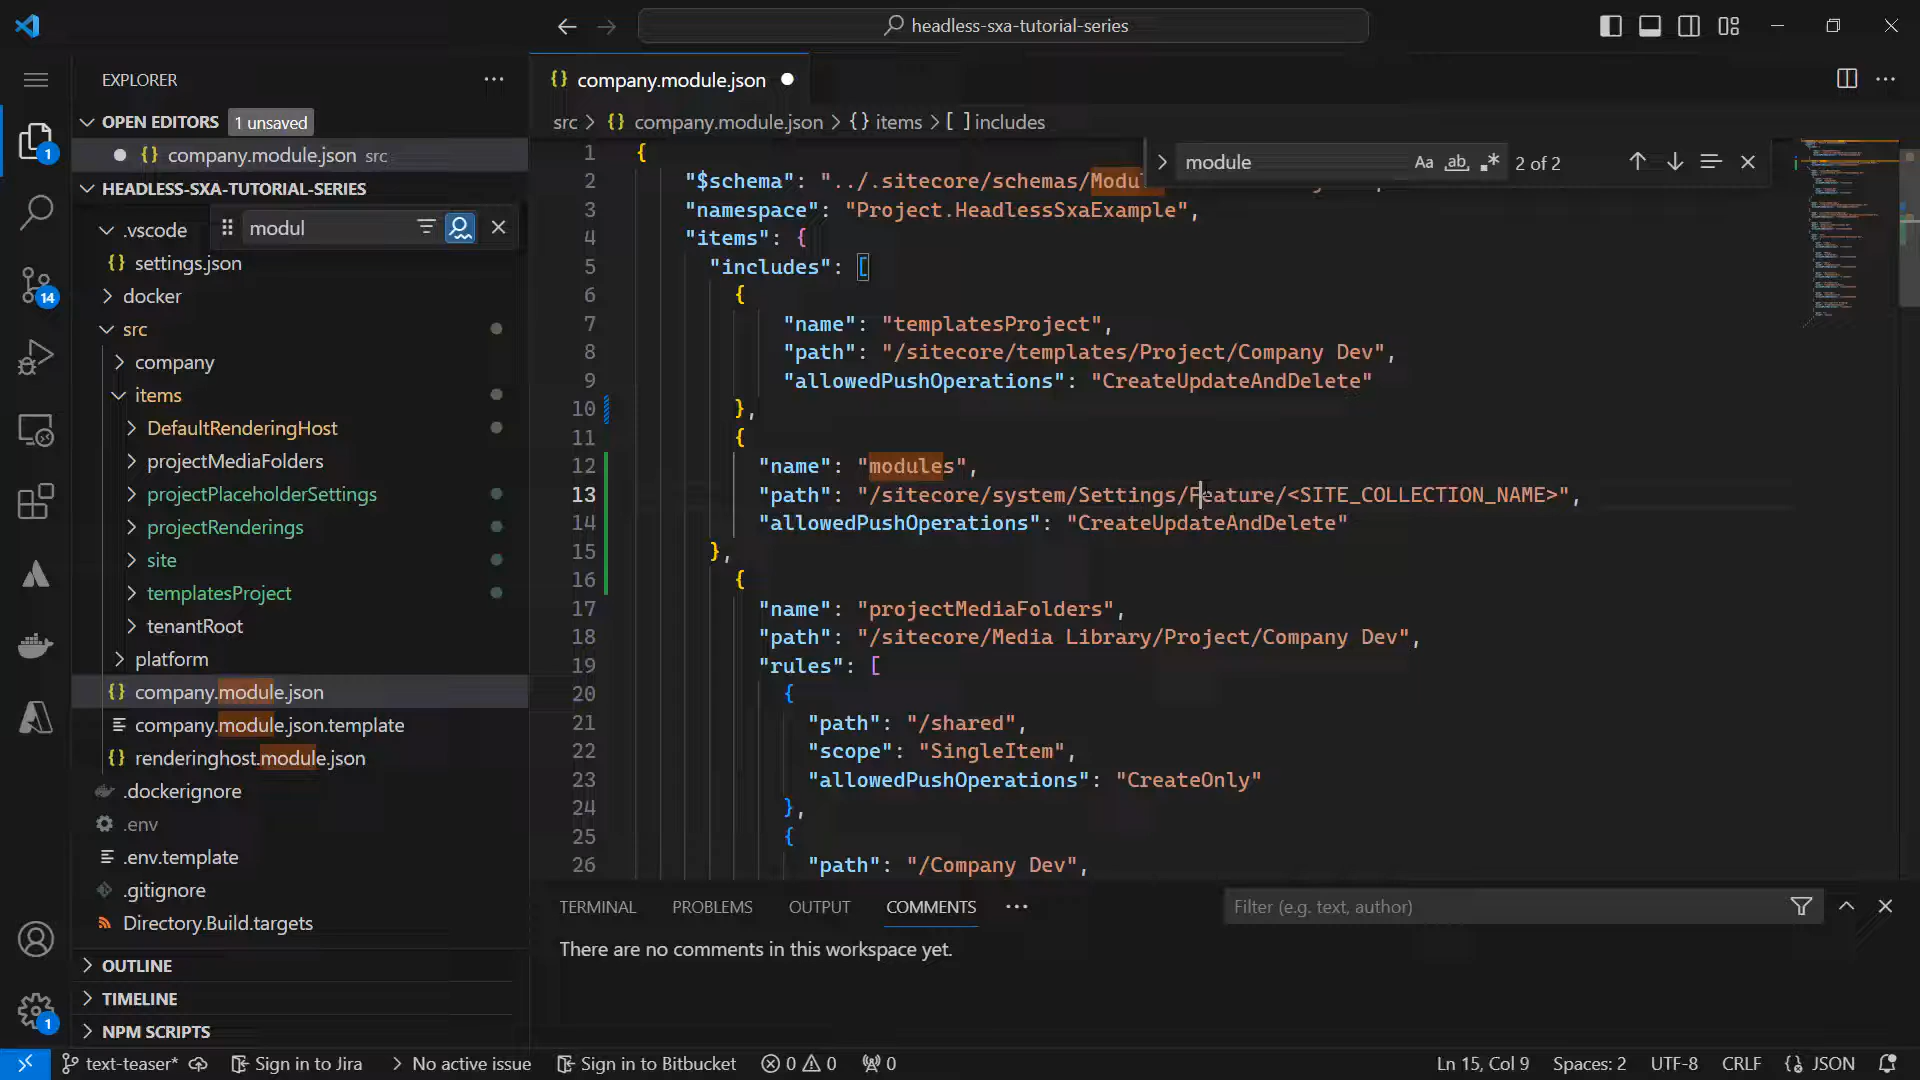 headless-sxa-tutorial-series
EXPLORER
OPEN EDITORS 1 unsaved
company.module.json src
HEADLESS-SXA-TUTORIAL-SERIES
modul
.vscode
settings.json
docker
src
company
items
DefaultRenderingHost
projectMediaFolders
projectPlaceholderSettings
projectRenderings
site
templatesProject
tenantRoot
platform
company.module.json
company.module.json.template
renderinghost.module.json
.dockerignore
.env
.env.template
.gitignore
Directory.Build.targets
OUTLINE
TIMELINE
NPM SCRIPTS
1
14
1
company.module.json
src > {} company.module.json > {} items > [ ] includes
module Aa ab .* 2 of 2
1 {
2 "$schema": "../.sitecore/schemas/Modul
3 "namespace": "Project.HeadlessSxaExample",
4 "items": {
5 "includes": [
6 {
7 "name": "templatesProject",
8 "path": "/sitecore/templates/Project/Company Dev",
9 "allowedPushOperations": "CreateUpdateAndDelete"
10 },
11 {
12 "name": "modules",
13 "path": "/sitecore/system/Settings/Feature/<SITE_COLLECTION_NAME>",
14 "allowedPushOperations": "CreateUpdateAndDelete"
15 },
16 {
17 "name": "projectMediaFolders",
18 "path": "/sitecore/Media Library/Project/Company Dev",
19 "rules": [
20 {
21 "path": "/shared",
22 "scope": "SingleItem",
23 "allowedPushOperations": "CreateOnly"
24 },
25 {
26 "path": "/Company Dev",
TERMINAL PROBLEMS OUTPUT COMMENTS
Filter (e.g. text, author)
There are no comments in this workspace yet.
text-teaser* Sign in to Jira No active issue Sign in to Bitbucket 0 0 0 Ln 15, Col 9 Spaces: 2 UTF-8 CRLF {} JSON